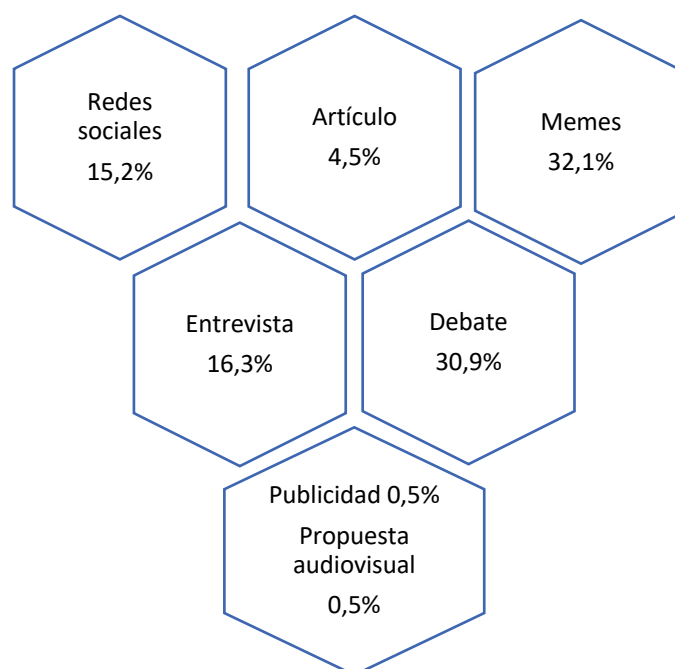 Redes
sociales
15,2%
Artículo
4,5%
Memes
32,1%
Entrevista
16,3%
Debate
30,9%
Publicidad 0,5%
Propuesta
audiovisual
0,5%